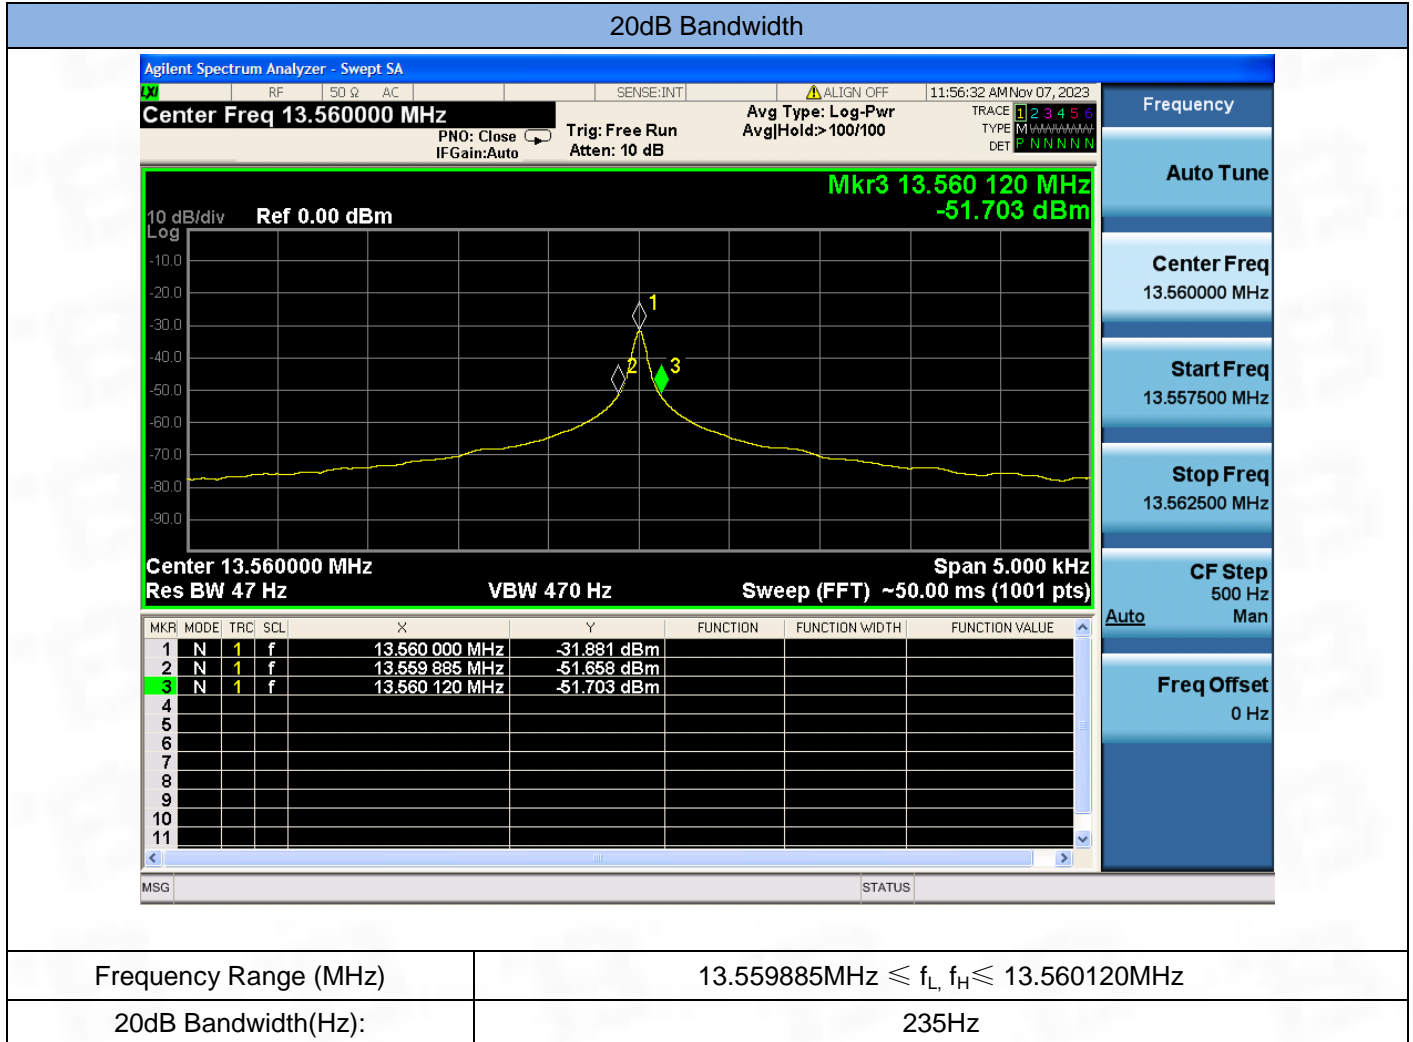 20dB Bandwidth
Agilent Spectrum Analyzer - Swept SA
LXI RF 50 Ω AC SENSE:INT ALIGN OFF 11:56:32 AM Nov 07, 2023
Center Freq 13.560000 MHz
PNO: Close
IFGain:Auto
Trig: Free Run
Atten: 10 dB
Avg Type: Log-Pwr
Avg|Hold:>100/100
TRACE 1 2 3 4 5 6
TYPE M WWWWW
DET P N N N N N
Frequency
Auto Tune
Center Freq
13.560000 MHz
Start Freq
13.557500 MHz
Stop Freq
13.562500 MHz
CF Step
500 Hz
Auto Man
Freq Offset
0 Hz
Mkr3 13.560 120 MHz
-51.703 dBm
10 dB/div Ref 0.00 dBm
Log
-10.0
-20.0
-30.0
-40.0
-50.0
-60.0
-70.0
-80.0
-90.0
1
2
3
Center 13.560000 MHz Span 5.000 kHz
Res BW 47 Hz VBW 470 Hz Sweep (FFT) ~50.00 ms (1001 pts)
MKR MODE TRC SCL X Y FUNCTION FUNCTION WIDTH FUNCTION VALUE
1 N 1 f 13.560 000 MHz -31.881 dBm
2 N 1 f 13.559 885 MHz -51.658 dBm
3 N 1 f 13.560 120 MHz -51.703 dBm
4
5
6
7
8
9
10
11
MSG STATUS
Frequency Range (MHz) 13.559885MHz ≤ fL, fH≤ 13.560120MHz
20dB Bandwidth(Hz): 235Hz